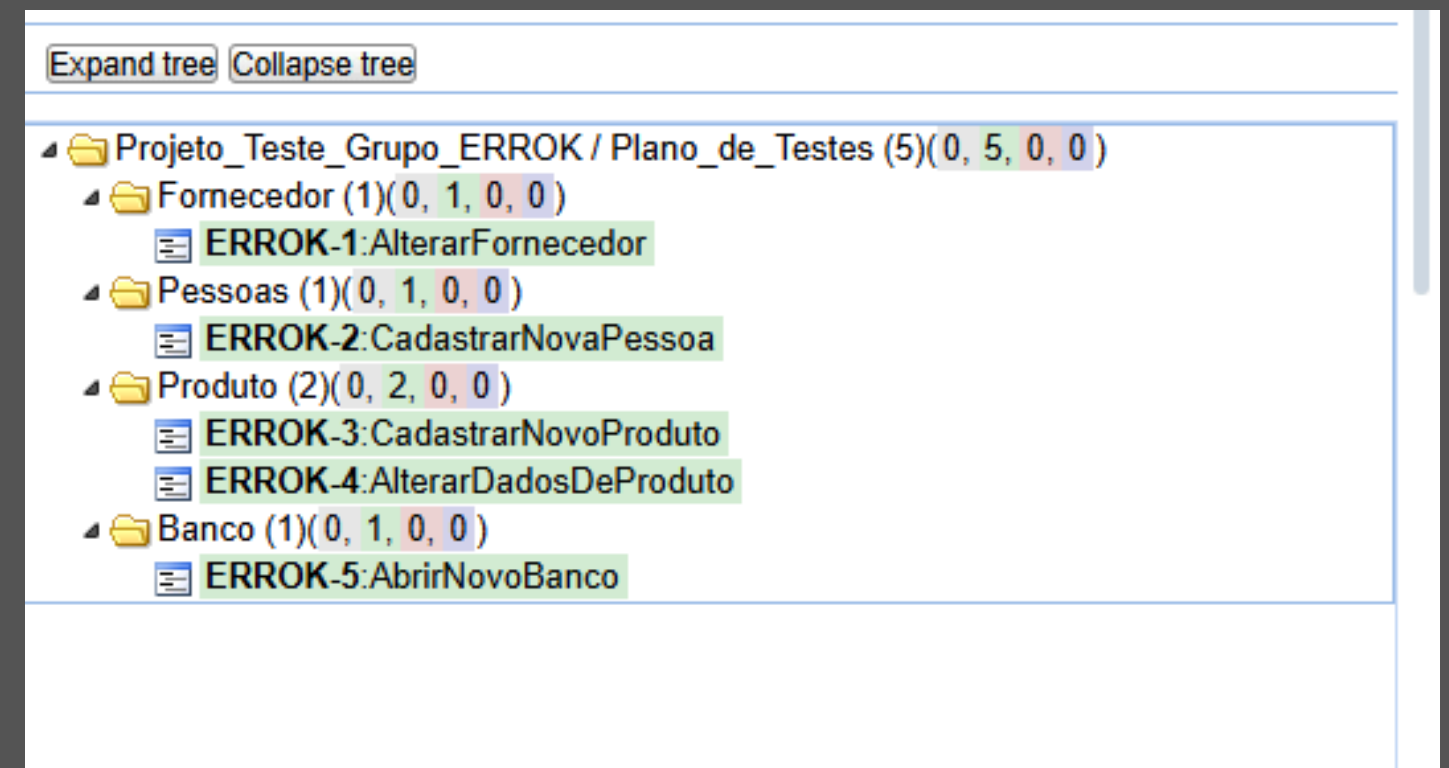 Expand tree Collapse tree
Projeto_Teste_Grupo_ERROK / Plano_de_Testes (5)(0, 5, 0, 0)
Fornecedor (1)(0, 1, 0, 0)
ERROK-1:AlterarFornecedor
Pessoas (1)(0, 1, 0, 0)
ERROK-2:CadastrarNovaPessoa
Produto (2)(0, 2, 0, 0)
ERROK-3:CadastrarNovoProduto
ERROK-4:AlterarDadosDeProduto
Banco (1)(0, 1, 0, 0)
ERROK-5:AbrirNovoBanco